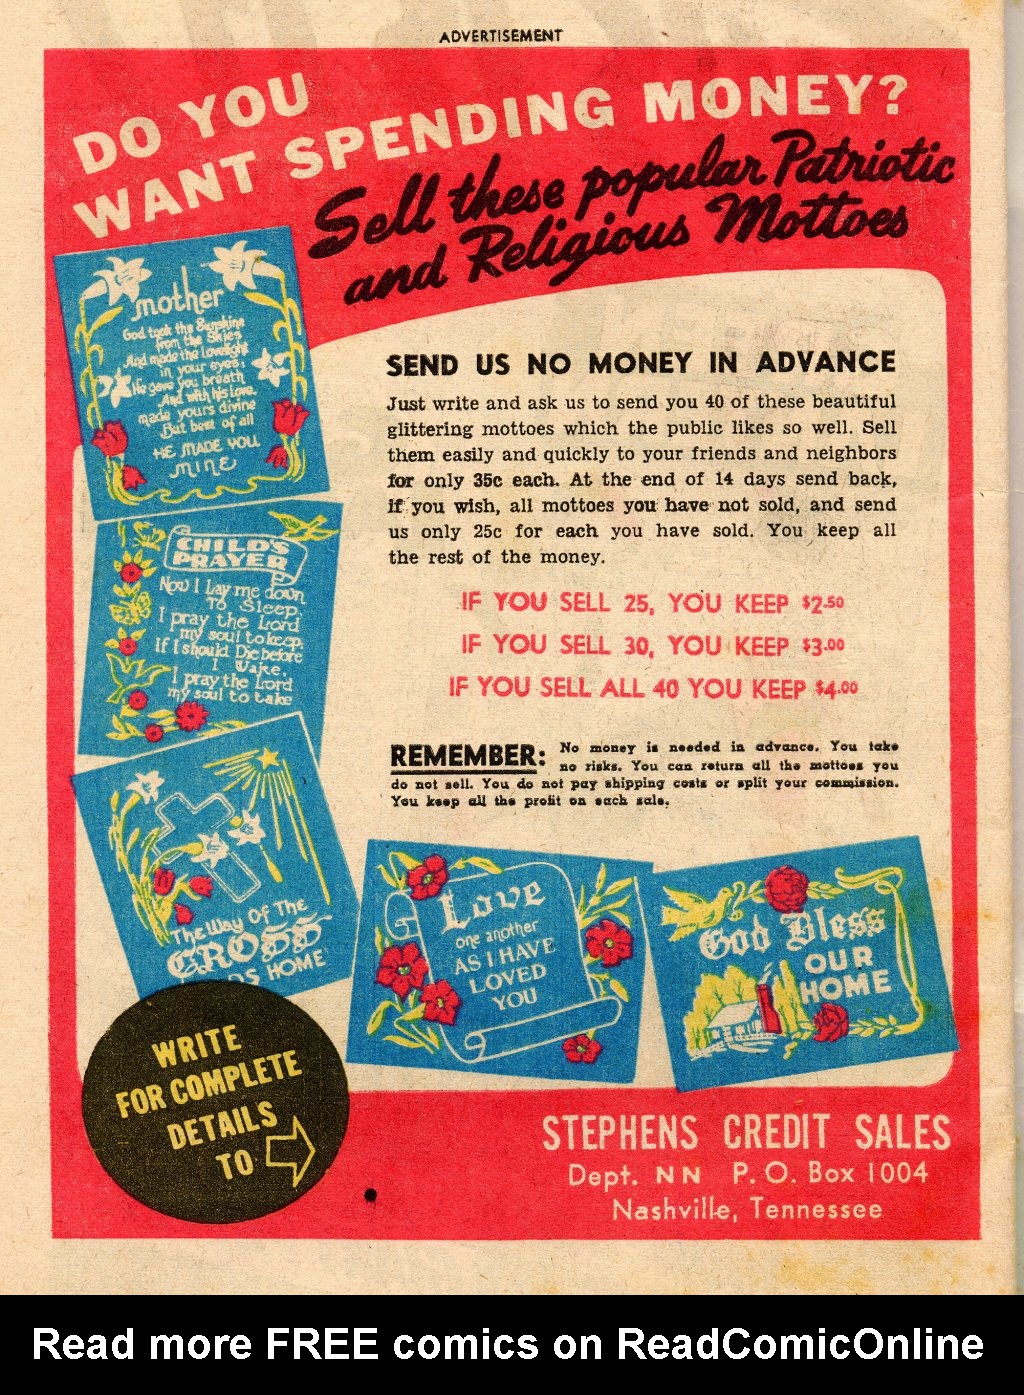 ADVERTISEMENT
DO YOU
WANT SPENDING MONEY?
Sell these popular Patriotic
and Religious Mottoes
mother
God took the Sunshine
from the Skies
And made the Lovelight
in your eyes;
He gave you breath
And with his Love.
made yours divine
But best of all
HE MADE YOU
MINE
SEND US NO MONEY IN ADVANCE
Just write and ask us to send you 40 of these beautiful
glittering mottoes which the public likes so well. Sell
them easily and quickly to your friends and neighbors
for only 35c each. At the end of 14 days send back,
if you wish, all mottoes you have not sold, and send
us only 25c for each you have sold. You keep all
the rest of the money.
CHILD'S
PRAYER
Now I Lay me down
To Sleep.
I pray the Lord
my soul to keep.
If I should Die before
I Wake.
I pray the Lord
my soul to take
IF YOU SELL 25, YOU KEEP $2.50
IF YOU SELL 30, YOU KEEP $3.00
IF YOU SELL ALL 40 YOU KEEP $4.00
REMEMBER: No money is needed in advance. You take
no risks. You can return all the mottoes you
do not sell. You do not pay shipping costs or split your commission.
You keep all the profit on each sale.
The Way Of The
CROSS
HOME
Love
one another
AS I HAVE
LOVED
YOU
God Bless
OUR
HOME
WRITE
FOR COMPLETE
DETAILS
TO
STEPHENS CREDIT SALES
Dept. NN P. O. Box 1004
Nashville, Tennessee
Read more FREE comics on ReadComicOnline